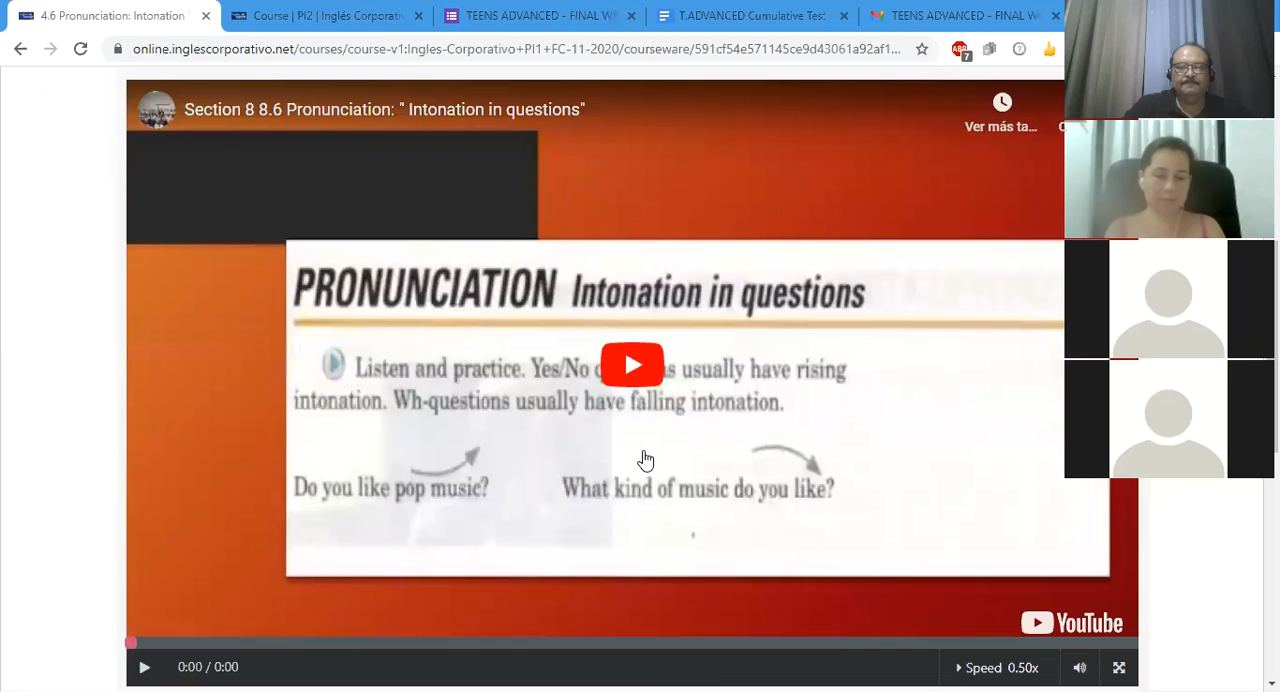 4.6 Pronunciation: Intonation
Course | PI2 | Inglés Corporativ
TEENS ADVANCED - FINAL W
T.ADVANCED Cumulative Test
TEENS ADVANCED - FINAL W
online.inglescorporativo.net/courses/course-v1:Ingles-Corporativo+PI1+FC-11-2020/courseware/591cf54e571145ce9d43061a92af1...
ABP
7
Section 8 8.6 Pronunciation: " Intonation in questions"
Ver más ta...
PRONUNCIATION Intonation in questions
Listen and practice. Yes/No usually have rising
intonation. Wh-questions usually have falling intonation.
Do you like pop music? What kind of music do you like?
YouTube
0:00 / 0:00
Speed 0.50x